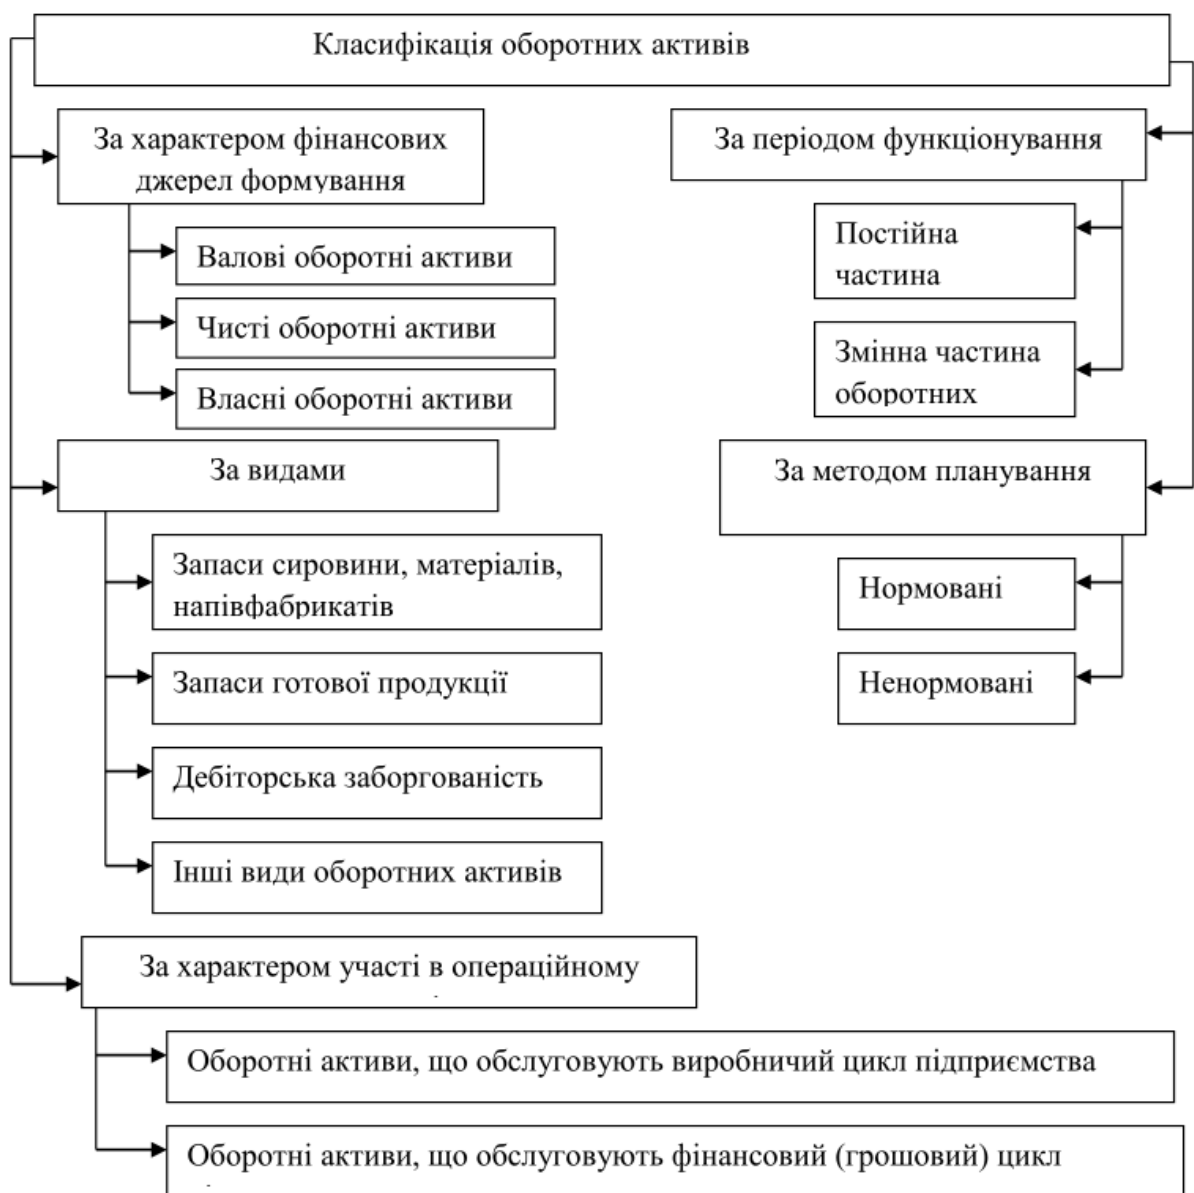 Класифікація оборотних активів
За характером фінансових
джерел формування
Валові оборотні активи
Чисті оборотні активи
Власні оборотні активи
За видами
Запаси сировини, матеріалів,
напівфабрикатів
Запаси готової продукції
Дебіторська заборгованість
Інші види оборотних активів
За характером участі в операційному
Оборотні активи, що обслуговують виробничий цикл підприємства
Оборотні активи, що обслуговують фінансовий (грошовий) цикл
За періодом функціонування
Постійна
частина
Змінна частина
оборотних
За методом планування
Нормовані
Ненормовані